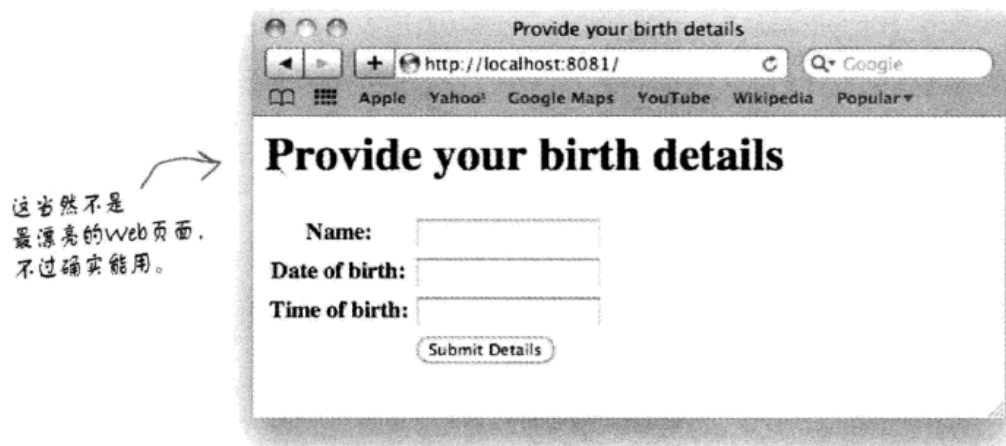 Provide your birth details
http://localhost:8081/
Google
Apple Yahoo! Google Maps YouTube Wikipedia Popular
Provide your birth details
这当然不是
最漂亮的Web页面，
不过确实能用。
Name:
Date of birth:
Time of birth:
Submit Details